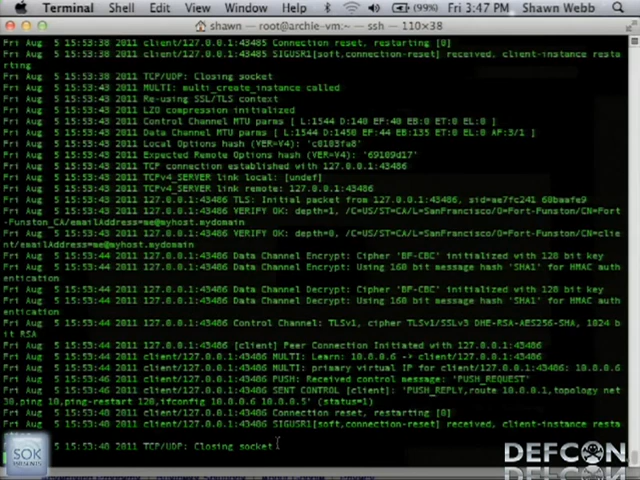 Terminal Shell Edit View Window Help (99%) Fri 3:47 PM Shawn Webb
shawn — root@archie-vm:~ — ssh — 110×38
Fri Aug 5 15:53:38 2011 client/127.0.0.1:43485 Connection reset, restarting [0]
Fri Aug 5 15:53:38 2011 client/127.0.0.1:43485 SIGUSR1[soft,connection-reset] received, client-instance resta
rting
Fri Aug 5 15:53:38 2011 TCP/UDP: Closing socket
Fri Aug 5 15:53:43 2011 MULTI: multi_create_instance called
Fri Aug 5 15:53:43 2011 Re-using SSL/TLS context
Fri Aug 5 15:53:43 2011 LZO compression initialized
Fri Aug 5 15:53:43 2011 Control Channel MTU parms [ L:1544 D:140 EF:40 EB:0 ET:0 EL:0 ]
Fri Aug 5 15:53:43 2011 Data Channel MTU parms [ L:1544 D:1450 EF:44 EB:135 ET:0 EL:0 AF:3/1 ]
Fri Aug 5 15:53:43 2011 Local Options hash (VER=V4): 'c0103fa8'
Fri Aug 5 15:53:43 2011 Expected Remote Options hash (VER=V4): '69109d17'
Fri Aug 5 15:53:43 2011 TCP connection established with 127.0.0.1:43486
Fri Aug 5 15:53:43 2011 TCPv4_SERVER link local: [undef]
Fri Aug 5 15:53:43 2011 TCPv4_SERVER link remote: 127.0.0.1:43486
Fri Aug 5 15:53:43 2011 127.0.0.1:43486 TLS: Initial packet from 127.0.0.1:43486, sid=ae7fc241 60baafe9
Fri Aug 5 15:53:43 2011 127.0.0.1:43486 VERIFY OK: depth=1, /C=US/ST=CA/L=SanFrancisco/O=Fort-Funston/CN=Fort
-Funston_CA/emailAddress=me@myhost.mydomain
Fri Aug 5 15:53:43 2011 127.0.0.1:43486 VERIFY OK: depth=0, /C=US/ST=CA/L=SanFrancisco/O=Fort-Funston/CN=clie
nt/emailAddress=me@myhost.mydomain
Fri Aug 5 15:53:44 2011 127.0.0.1:43486 Data Channel Encrypt: Cipher 'BF-CBC' initialized with 128 bit key
Fri Aug 5 15:53:44 2011 127.0.0.1:43486 Data Channel Encrypt: Using 160 bit message hash 'SHA1' for HMAC auth
entication
Fri Aug 5 15:53:44 2011 127.0.0.1:43486 Data Channel Decrypt: Cipher 'BF-CBC' initialized with 128 bit key
Fri Aug 5 15:53:44 2011 127.0.0.1:43486 Data Channel Decrypt: Using 160 bit message hash 'SHA1' for HMAC auth
entication
Fri Aug 5 15:53:44 2011 127.0.0.1:43486 Control Channel: TLSv1, cipher TLSv1/SSLv3 DHE-RSA-AES256-SHA, 1024 b
it RSA
Fri Aug 5 15:53:44 2011 127.0.0.1:43486 [client] Peer Connection Initiated with 127.0.0.1:43486
Fri Aug 5 15:53:44 2011 client/127.0.0.1:43486 MULTI: Learn: 10.8.0.6 -> client/127.0.0.1:43486
Fri Aug 5 15:53:44 2011 client/127.0.0.1:43486 MULTI: primary virtual IP for client/127.0.0.1:43486: 10.8.0.6
Fri Aug 5 15:53:46 2011 client/127.0.0.1:43486 PUSH: Received control message: 'PUSH_REQUEST'
Fri Aug 5 15:53:46 2011 client/127.0.0.1:43486 SENT CONTROL [client]: 'PUSH_REPLY,route 10.8.0.1,topology net
30,ping 10,ping-restart 120,ifconfig 10.8.0.6 10.8.0.5' (status=1)
Fri Aug 5 15:53:48 2011 client/127.0.0.1:43486 Connection reset, restarting [0]
Fri Aug 5 15:53:48 2011 client/127.0.0.1:43486 SIGUSR1[soft,connection-reset] received, client-instance resta
Fri Aug 5 15:53:48 2011 TCP/UDP: Closing socket
SOK
DEFCON